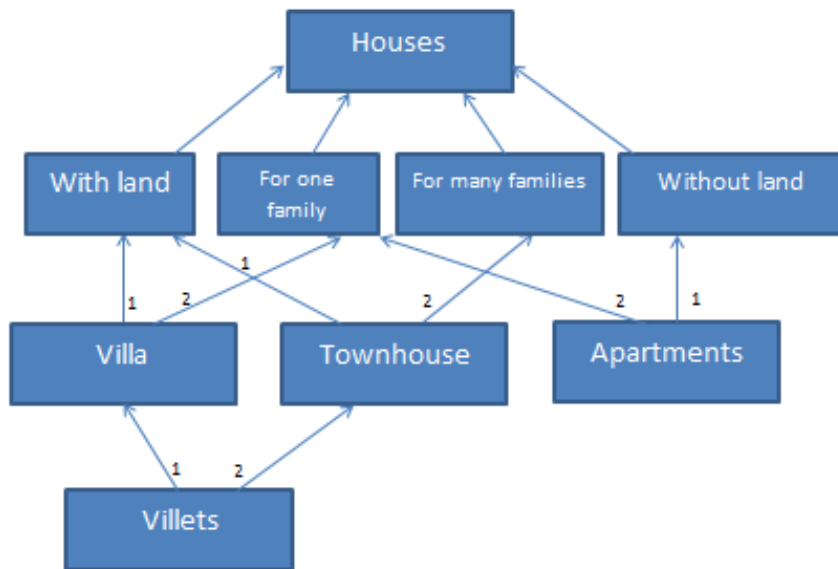 Houses
With land
For one
family
For many families
Without land
1
2
1
2
2
1
Villa
Townhouse
Apartments
1
2
Villets